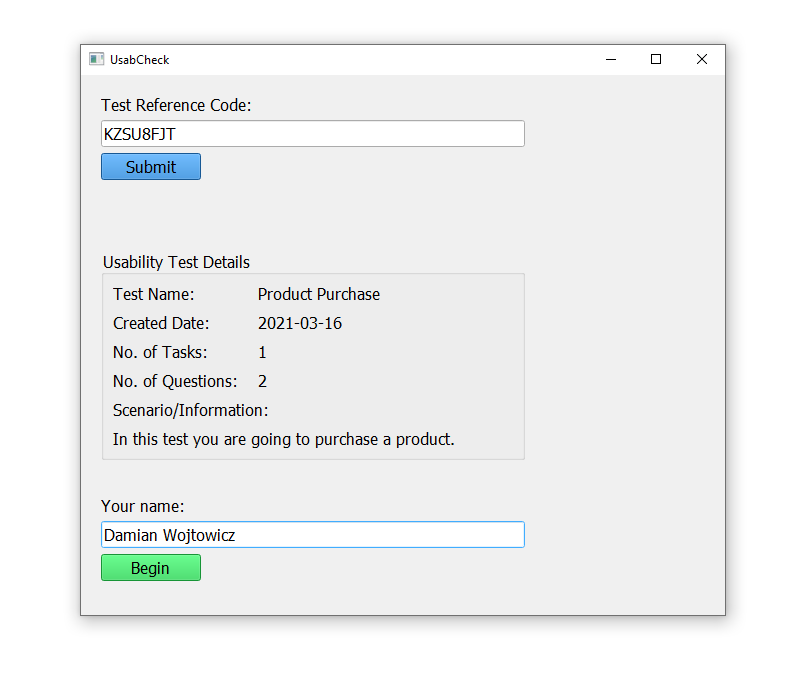 UsabCheck
Test Reference Code:
KZSU8FJT
Submit
Usability Test Details
Test Name: Product Purchase
Created Date: 2021-03-16
No. of Tasks: 1
No. of Questions: 2
Scenario/Information:
In this test you are going to purchase a product.
Your name:
Damian Wojtowicz
Begin